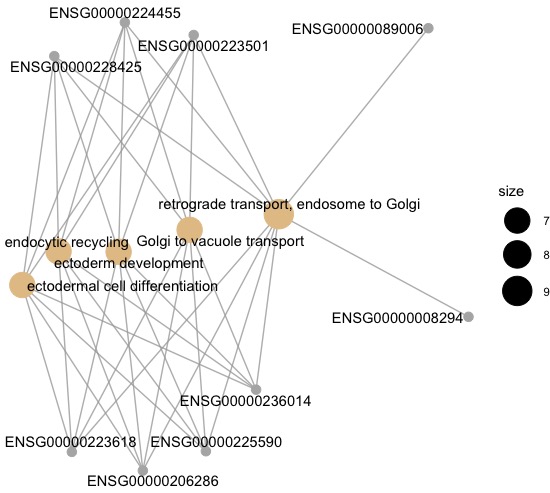 ENSG00000224455
ENSG00000089006
ENSG00000223501
ENSG00000228425
size
retrograde transport, endosome to Golgi
7
endocytic recycling
Golgi to vacuole transport
8
ectoderm development
ectodermal cell differentiation
9
ENSG00000008294
ENSG00000236014
ENSG00000223618
ENSG00000225590
ENSG00000206286